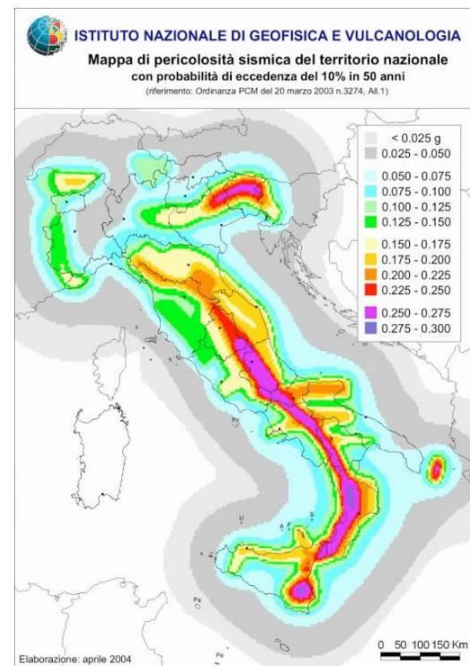 ISTITUTO NAZIONALE DI GEOFISICA E VULCANOLOGIA
Mappa di pericolosità sismica del territorio nazionale
con probabilità di eccedenza del 10% in 50 anni
(riferimento: Ordinanza PCM del 20 marzo 2003 n.3274, All.1)
< 0.025 g
0.025 - 0.050
0.050 - 0.075
0.075 - 0.100
0.100 - 0.125
0.125 - 0.150
0.150 - 0.175
0.175 - 0.200
0.200 - 0.225
0.225 - 0.250
0.250 - 0.275
0.275 - 0.300
Po
U
A
F
S
Pa
Pe
Elaborazione: aprile 2004
0 50 100 150 Km